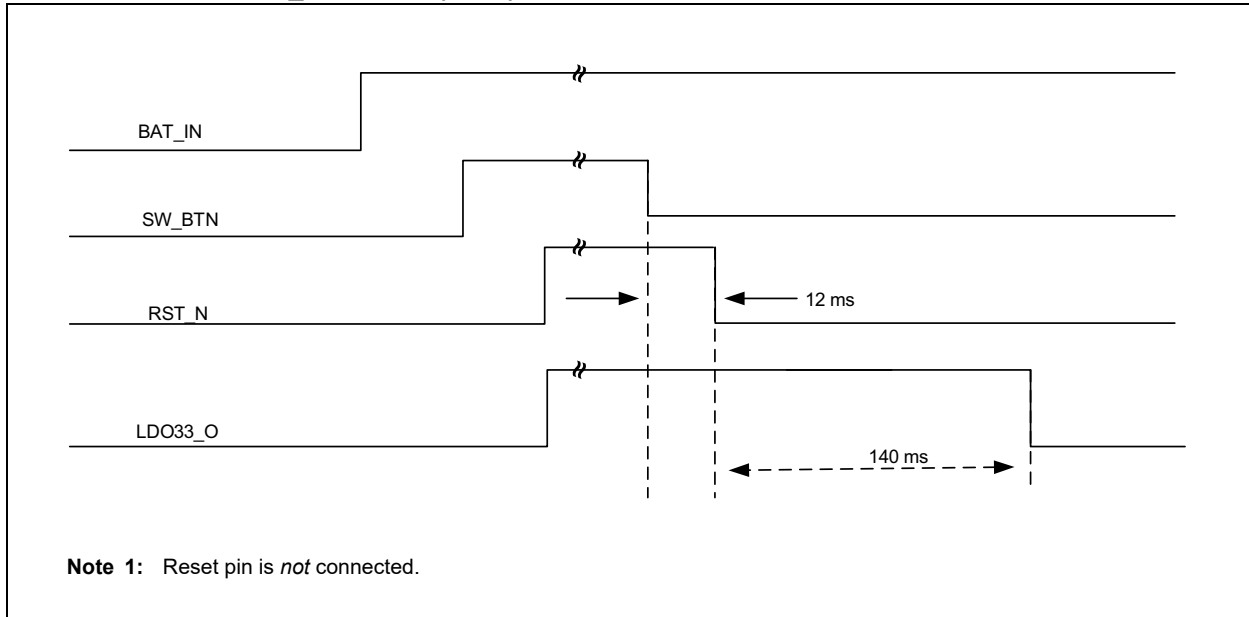 BAT_IN
SW_BTN
12 ms
RST_N
LDO33_O
140 ms
Note 1: Reset pin is not connected.